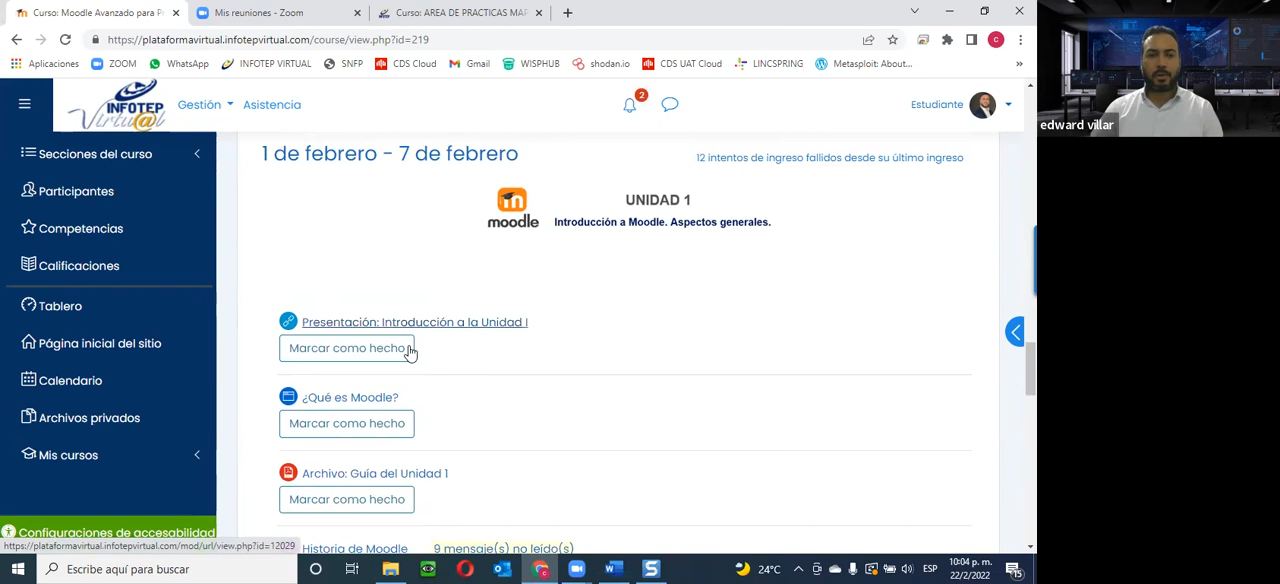 Curso: Moodle Avanzado para Pr
Mis reuniones - Zoom
Curso: AREA DE PRACTICAS MAR
https://plataformavirtual.infotepvirtual.com/course/view.php?id=219
Aplicaciones
ZOOM
WhatsApp
INFOTEP VIRTUAL
SNFP
CDS Cloud
Gmail
WISPHUB
shodan.io
CDS UAT Cloud
LINCSPRING
Metasploit: About...
»
INFOTEP
Virtu@l
Gestión
Asistencia
2
Estudiante
edward villar
1 de febrero - 7 de febrero
12 intentos de ingreso fallidos desde su último ingreso
moodle
UNIDAD 1
Introducción a Moodle. Aspectos generales.
Secciones del curso
Participantes
Competencias
Calificaciones
Tablero
Página inicial del sitio
Calendario
Archivos privados
Mis cursos
Configuraciones de accesabilidad
Presentación: Introducción a la Unidad I
Marcar como hecho
¿Qué es Moodle?
Marcar como hecho
Archivo: Guía del Unidad 1
Marcar como hecho
Historia de Moodle
9 mensaje(s) no leído(s)
https://plataformavirtual.infotepvirtual.com/mod/url/view.php?id=12029
Escribe aquí para buscar
24°C
ESP
10:04 p. m.
22/2/2022
15